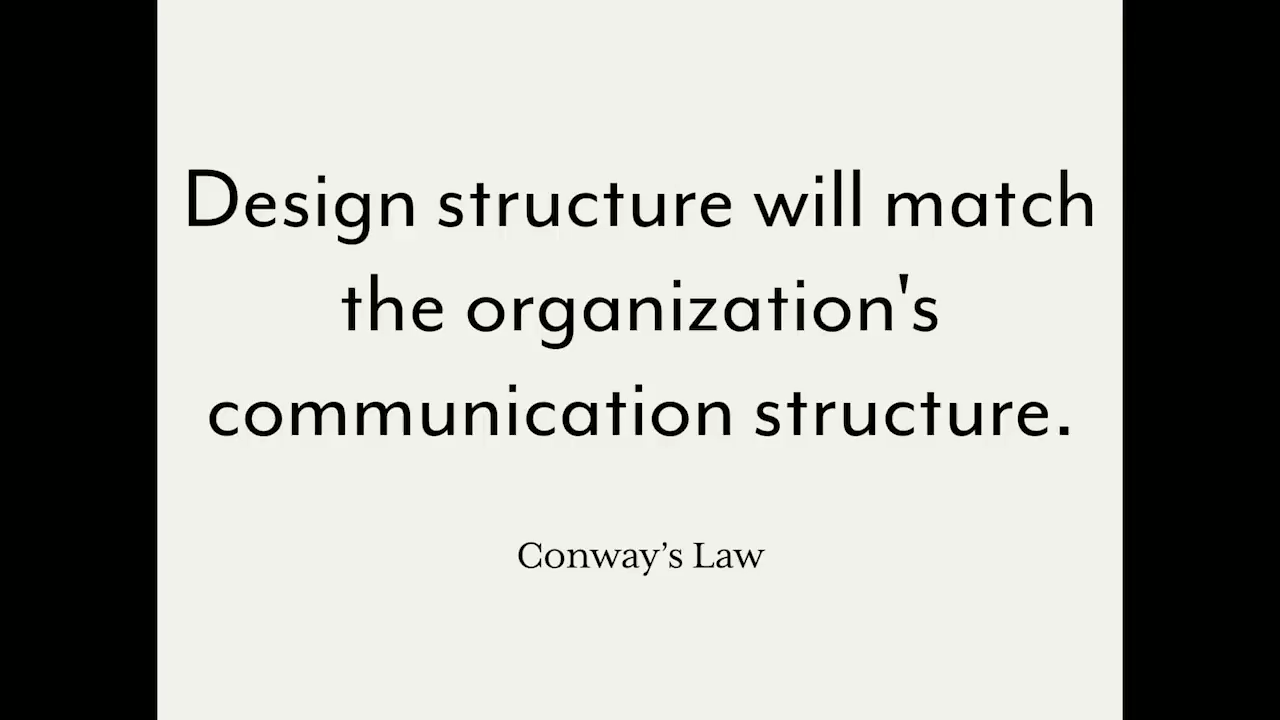 Design structure will match
the organization's
communication structure.
Conway’s Law